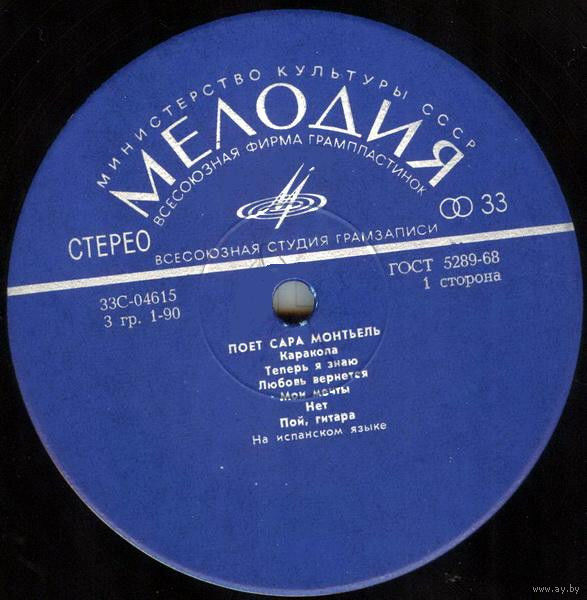 МИНИСТЕРСТВО КУЛЬТУРЫ СССР
МЕЛОДИЯ
ВСЕСОЮЗНАЯ ФИРМА ГРАМПЛАСТИНОК
СТЕРЕО
33
ВСЕСОЮЗНАЯ СТУДИЯ ГРАМЗАПИСИ
33С-04615
3 гр. 1-90
ГОСТ 5289-68
1 сторона
ПОЕТ САРА МОНТЬЕЛЬ
Каракола
Теперь я знаю
Любовь вернется
Мои мечты
Нет
Пой, гитара
На испанском языке
www.ay.by